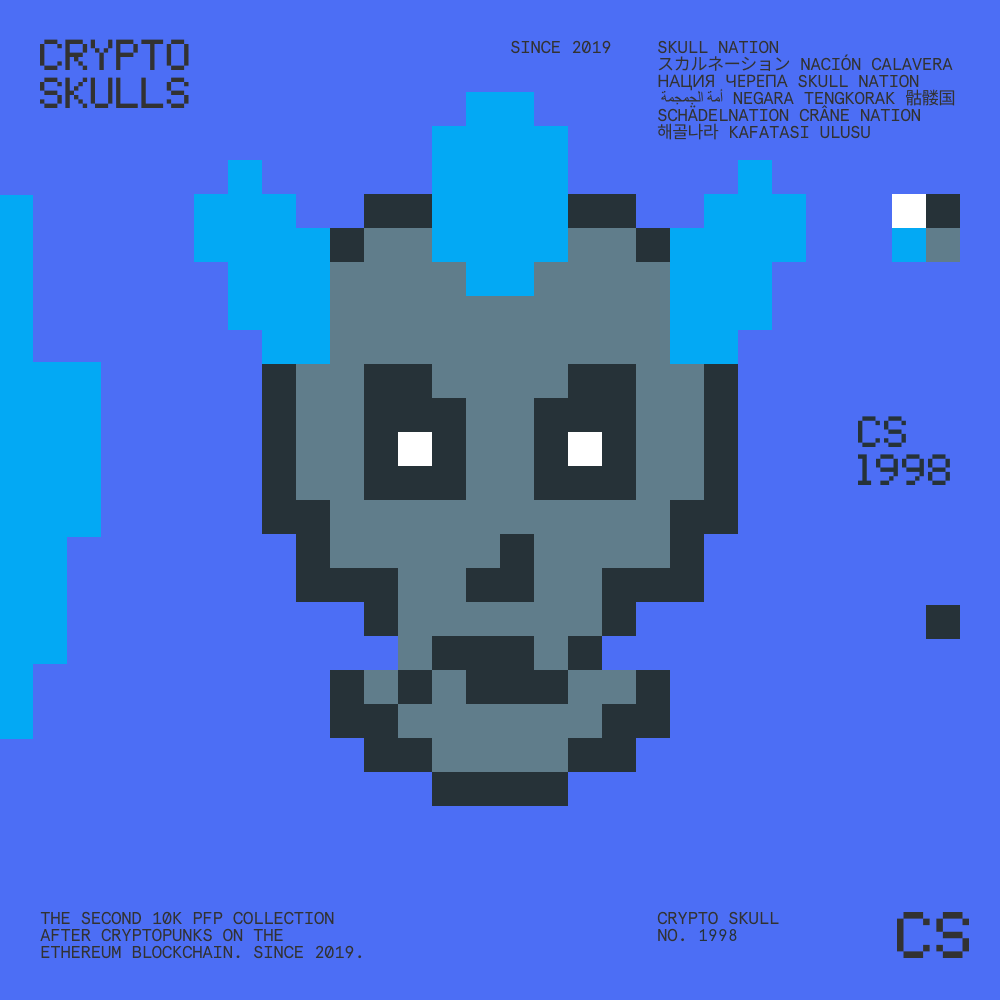 CRYPTO
SKULLS
SINCE 2019
SKULL NATION
スカルネーション NACIÓN CALAVERA
НАЦИЯ ЧЕРЕПА SKULL NATION
أمة الجمجمة NEGARA TENGKORAK 骷髅国
SCHÄDELNATION CRÂNE NATION
해골나라 KAFATASI ULUSU
CS
1998
THE SECOND 10K PFP COLLECTION
AFTER CRYPTOPUNKS ON THE
ETHEREUM BLOCKCHAIN. SINCE 2019.
CRYPTO SKULL
NO. 1998
CS